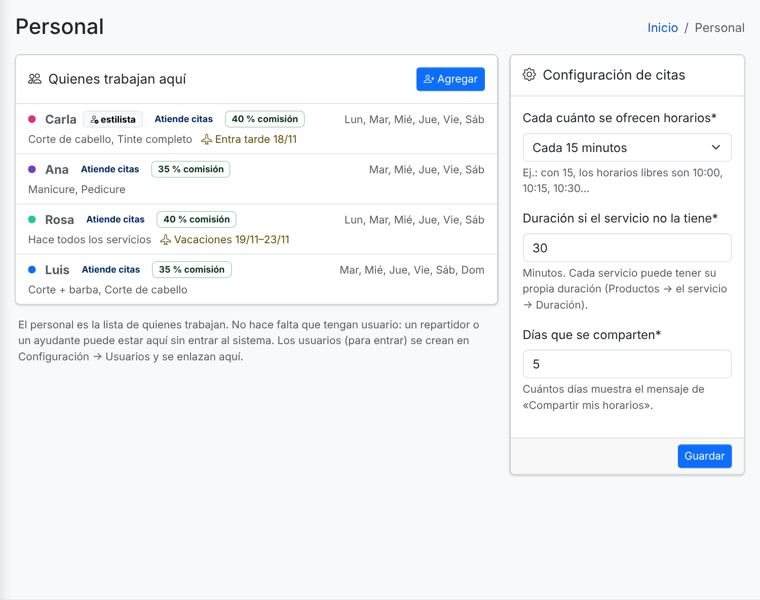 Personal
Inicio / Personal
Quienes trabajan aquí
Agregar
Carla estilista Atiende citas 40 % comisión Lun, Mar, Mié, Jue, Vie, Sáb
Corte de cabello, Tinte completo Entra tarde 18/11
Ana Atiende citas 35 % comisión Mar, Mié, Jue, Vie, Sáb
Manicure, Pedicure
Rosa Atiende citas 40 % comisión Lun, Mar, Mié, Jue, Vie, Sáb
Hace todos los servicios Vacaciones 19/11–23/11
Luis Atiende citas 35 % comisión Mar, Mié, Jue, Vie, Sáb, Dom
Corte + barba, Corte de cabello
El personal es la lista de quienes trabajan. No hace falta que tengan usuario: un repartidor o
un ayudante puede estar aquí sin entrar al sistema. Los usuarios (para entrar) se crean en
Configuración → Usuarios y se enlazan aquí.
Configuración de citas
Cada cuánto se ofrecen horarios*
Cada 15 minutos
Ej.: con 15, los horarios libres son 10:00,
10:15, 10:30...
Duración si el servicio no la tiene*
30
Minutos. Cada servicio puede tener su
propia duración (Productos → el servicio
→ Duración).
Días que se comparten*
5
Cuántos días muestra el mensaje de
«Compartir mis horarios».
Guardar